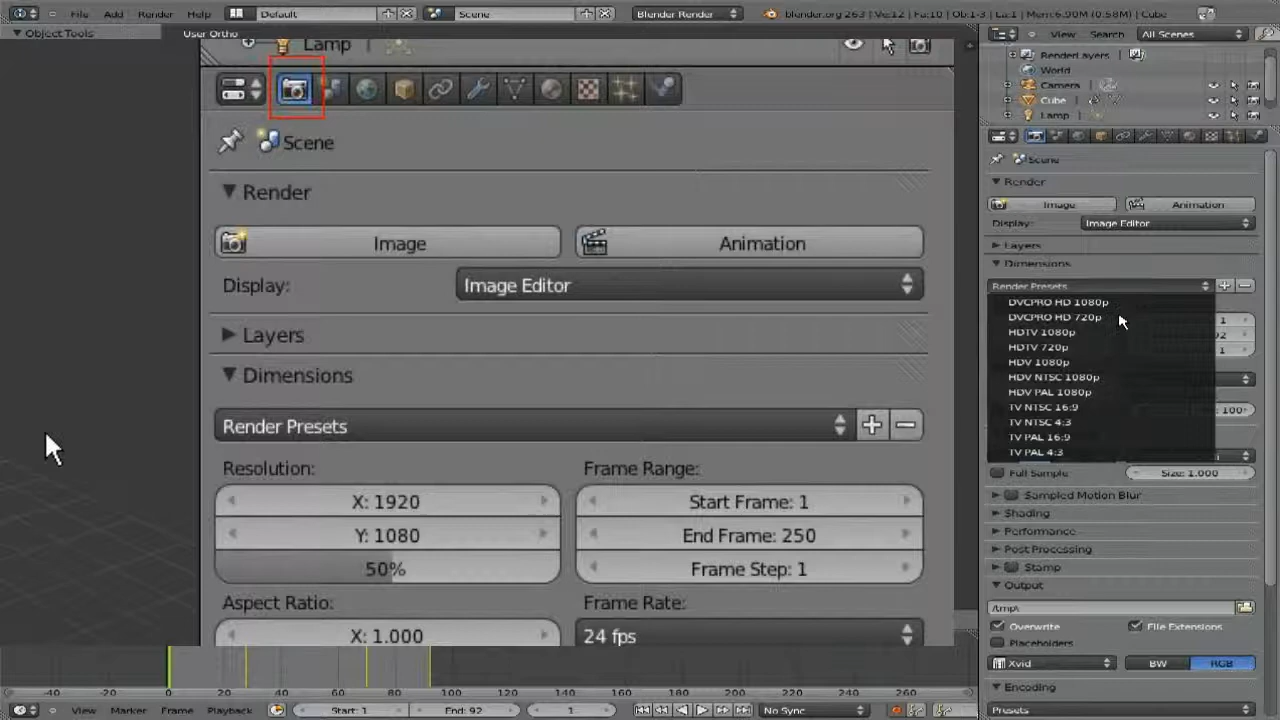 File Add Render Help Default Scene Blender Render blender.org 263 | Ve:12 | Fa:10 | Ob:1-3 | La:1 | Mem:6.90M (0.58M) | Cube
Object Tools
User Ortho
View Search All Scenes
RenderLayers
World
Camera
Cube
Lamp
Lamp
Scene
Render
Image Animation
Display: Image Editor
Layers
Dimensions
Render Presets
Resolution: Frame Range:
X: 1920 Start Frame: 1
Y: 1080 End Frame: 250
50% Frame Step: 1
Aspect Ratio: Frame Rate:
X: 1.000 24 fps
Scene
Render
Image Animation
Display: Image Editor
Layers
Dimensions
Render Presets
DVCPRO HD 1080p
DVCPRO HD 720p
HDTV 1080p
HDTV 720p
HDV 1080p
HDV NTSC 1080p
HDV PAL 1080p
TV NTSC 16:9
TV NTSC 4:3
TV PAL 16:9
TV PAL 4:3
1
92
1
100
Full Sample Size: 1.000
Sampled Motion Blur
Shading
Performance
Post Processing
Stamp
Output
/tmp\
Overwrite File Extensions
Placeholders
Xvid BW RGB
Encoding
Presets
-40 -20 0 20 40 60 80 100 120 140 160 180 200 220 240 260
View Marker Frame Playback Start: 1 End: 92 1 No Sync